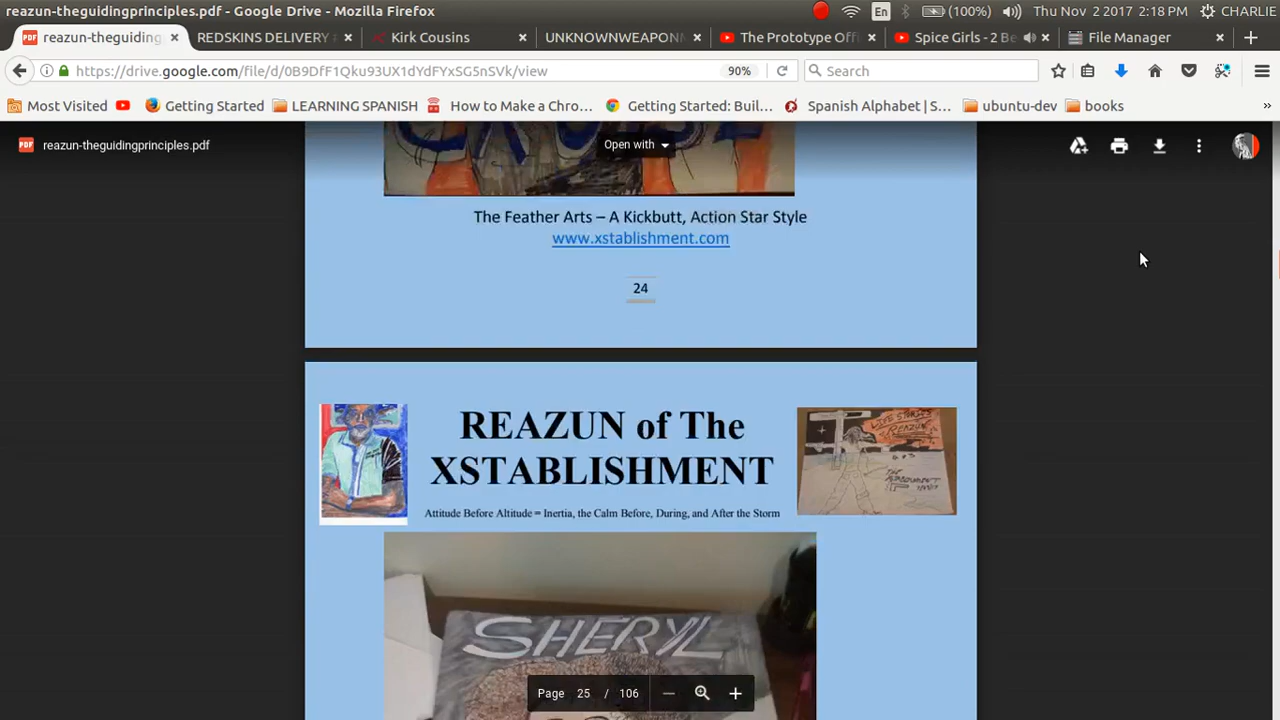 reazun-theguidingprinciples.pdf - Google Drive - Mozilla Firefox
En (100%) Thu Nov 2 2017 2:18 PM CHARLIE
reazun-theguiding × REDSKINS DELIVERY × Kirk Cousins × UNKNOWNWEAPON × The Prototype Off × Spice Girls - 2 Be × File Manager ×
https://drive.google.com/file/d/0B9DfF1Qku93UX1dYdFYxSG5nSVk/view 90% Search
Most Visited Getting Started LEARNING SPANISH How to Make a Chro... Getting Started: Buil... Spanish Alphabet | S... ubuntu-dev books »
PDF reazun-theguidingprinciples.pdf Open with
The Feather Arts – A Kickbutt, Action Star Style
www.xstablishment.com
24
REAZUN of The
XSTABLISHMENT
Attitude Before Altitude = Inertia, the Calm Before, During, and After the Storm
REAZUN
THE
SHERYL
Page 25 / 106